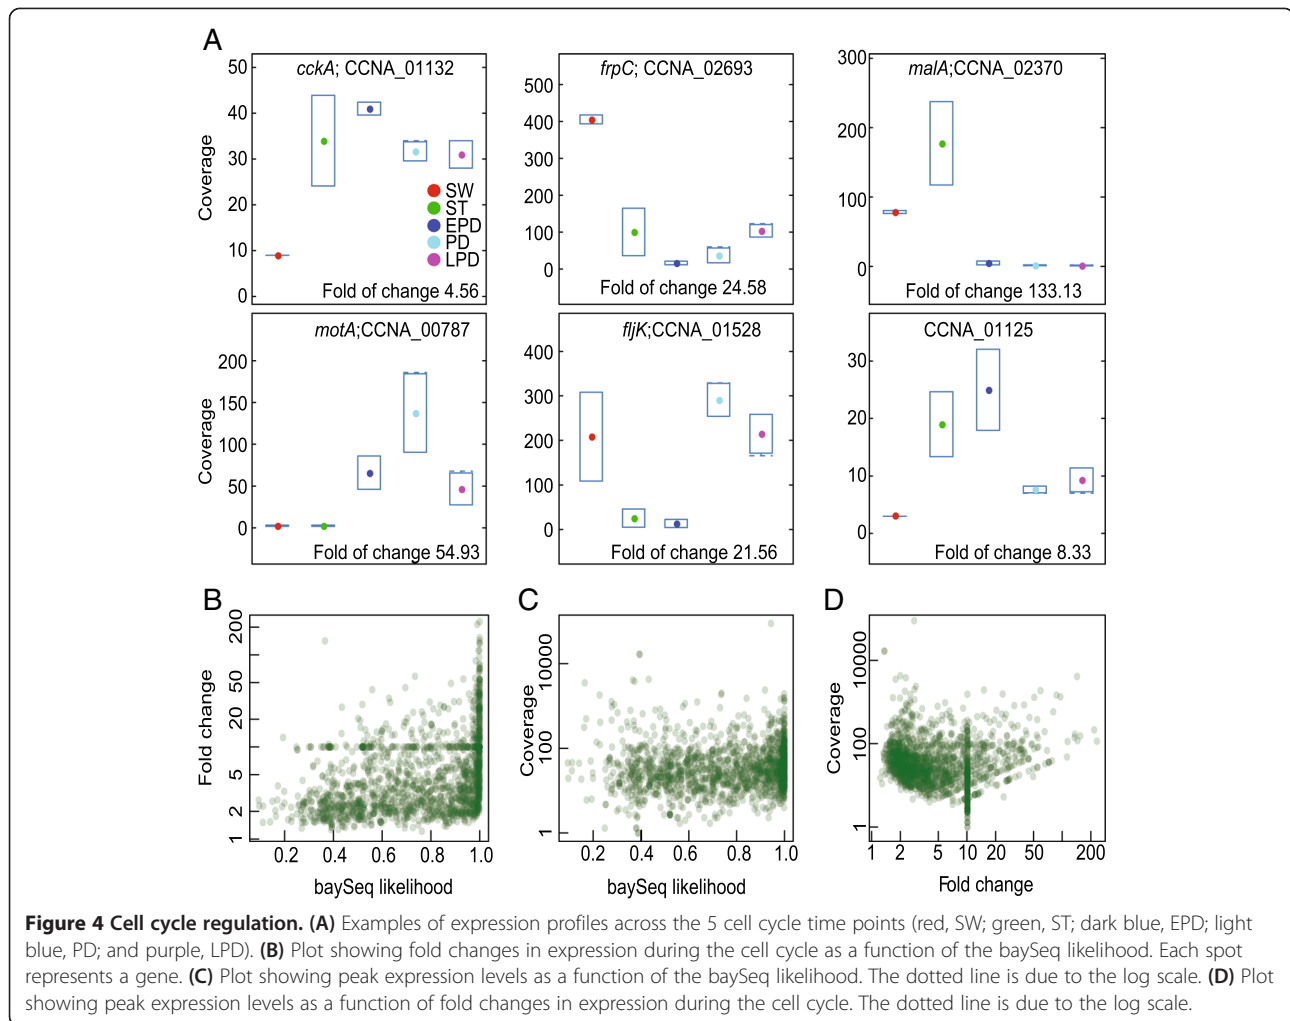 A
cckA; CCNA_01132
50
40
30
20
10
0
Coverage
SW
ST
EPD
PD
LPD
Fold of change 4.56
frpC; CCNA_02693
500
400
300
200
100
0
Fold of change 24.58
malA;CCNA_02370
300
200
100
0
Fold of change 133.13
motA;CCNA_00787
200
150
100
50
0
Coverage
Fold of change 54.93
fljK;CCNA_01528
400
300
200
100
0
Fold of change 21.56
CCNA_01125
30
20
10
0
Fold of change 8.33
B
Fold change
200
50
20
5
2
1
0.2 0.4 0.6 0.8 1.0
baySeq likelihood
C
Coverage
10000
100
1
0.2 0.4 0.6 0.8 1.0
baySeq likelihood
D
Coverage
10000
100
1
1 2 5 10 20 50 200
Fold change
Figure 4 Cell cycle regulation. (A) Examples of expression profiles across the 5 cell cycle time points (red, SW; green, ST; dark blue, EPD; light
blue, PD; and purple, LPD). (B) Plot showing fold changes in expression during the cell cycle as a function of the baySeq likelihood. Each spot
represents a gene. (C) Plot showing peak expression levels as a function of the baySeq likelihood. The dotted line is due to the log scale. (D) Plot
showing peak expression levels as a function of fold changes in expression during the cell cycle. The dotted line is due to the log scale.